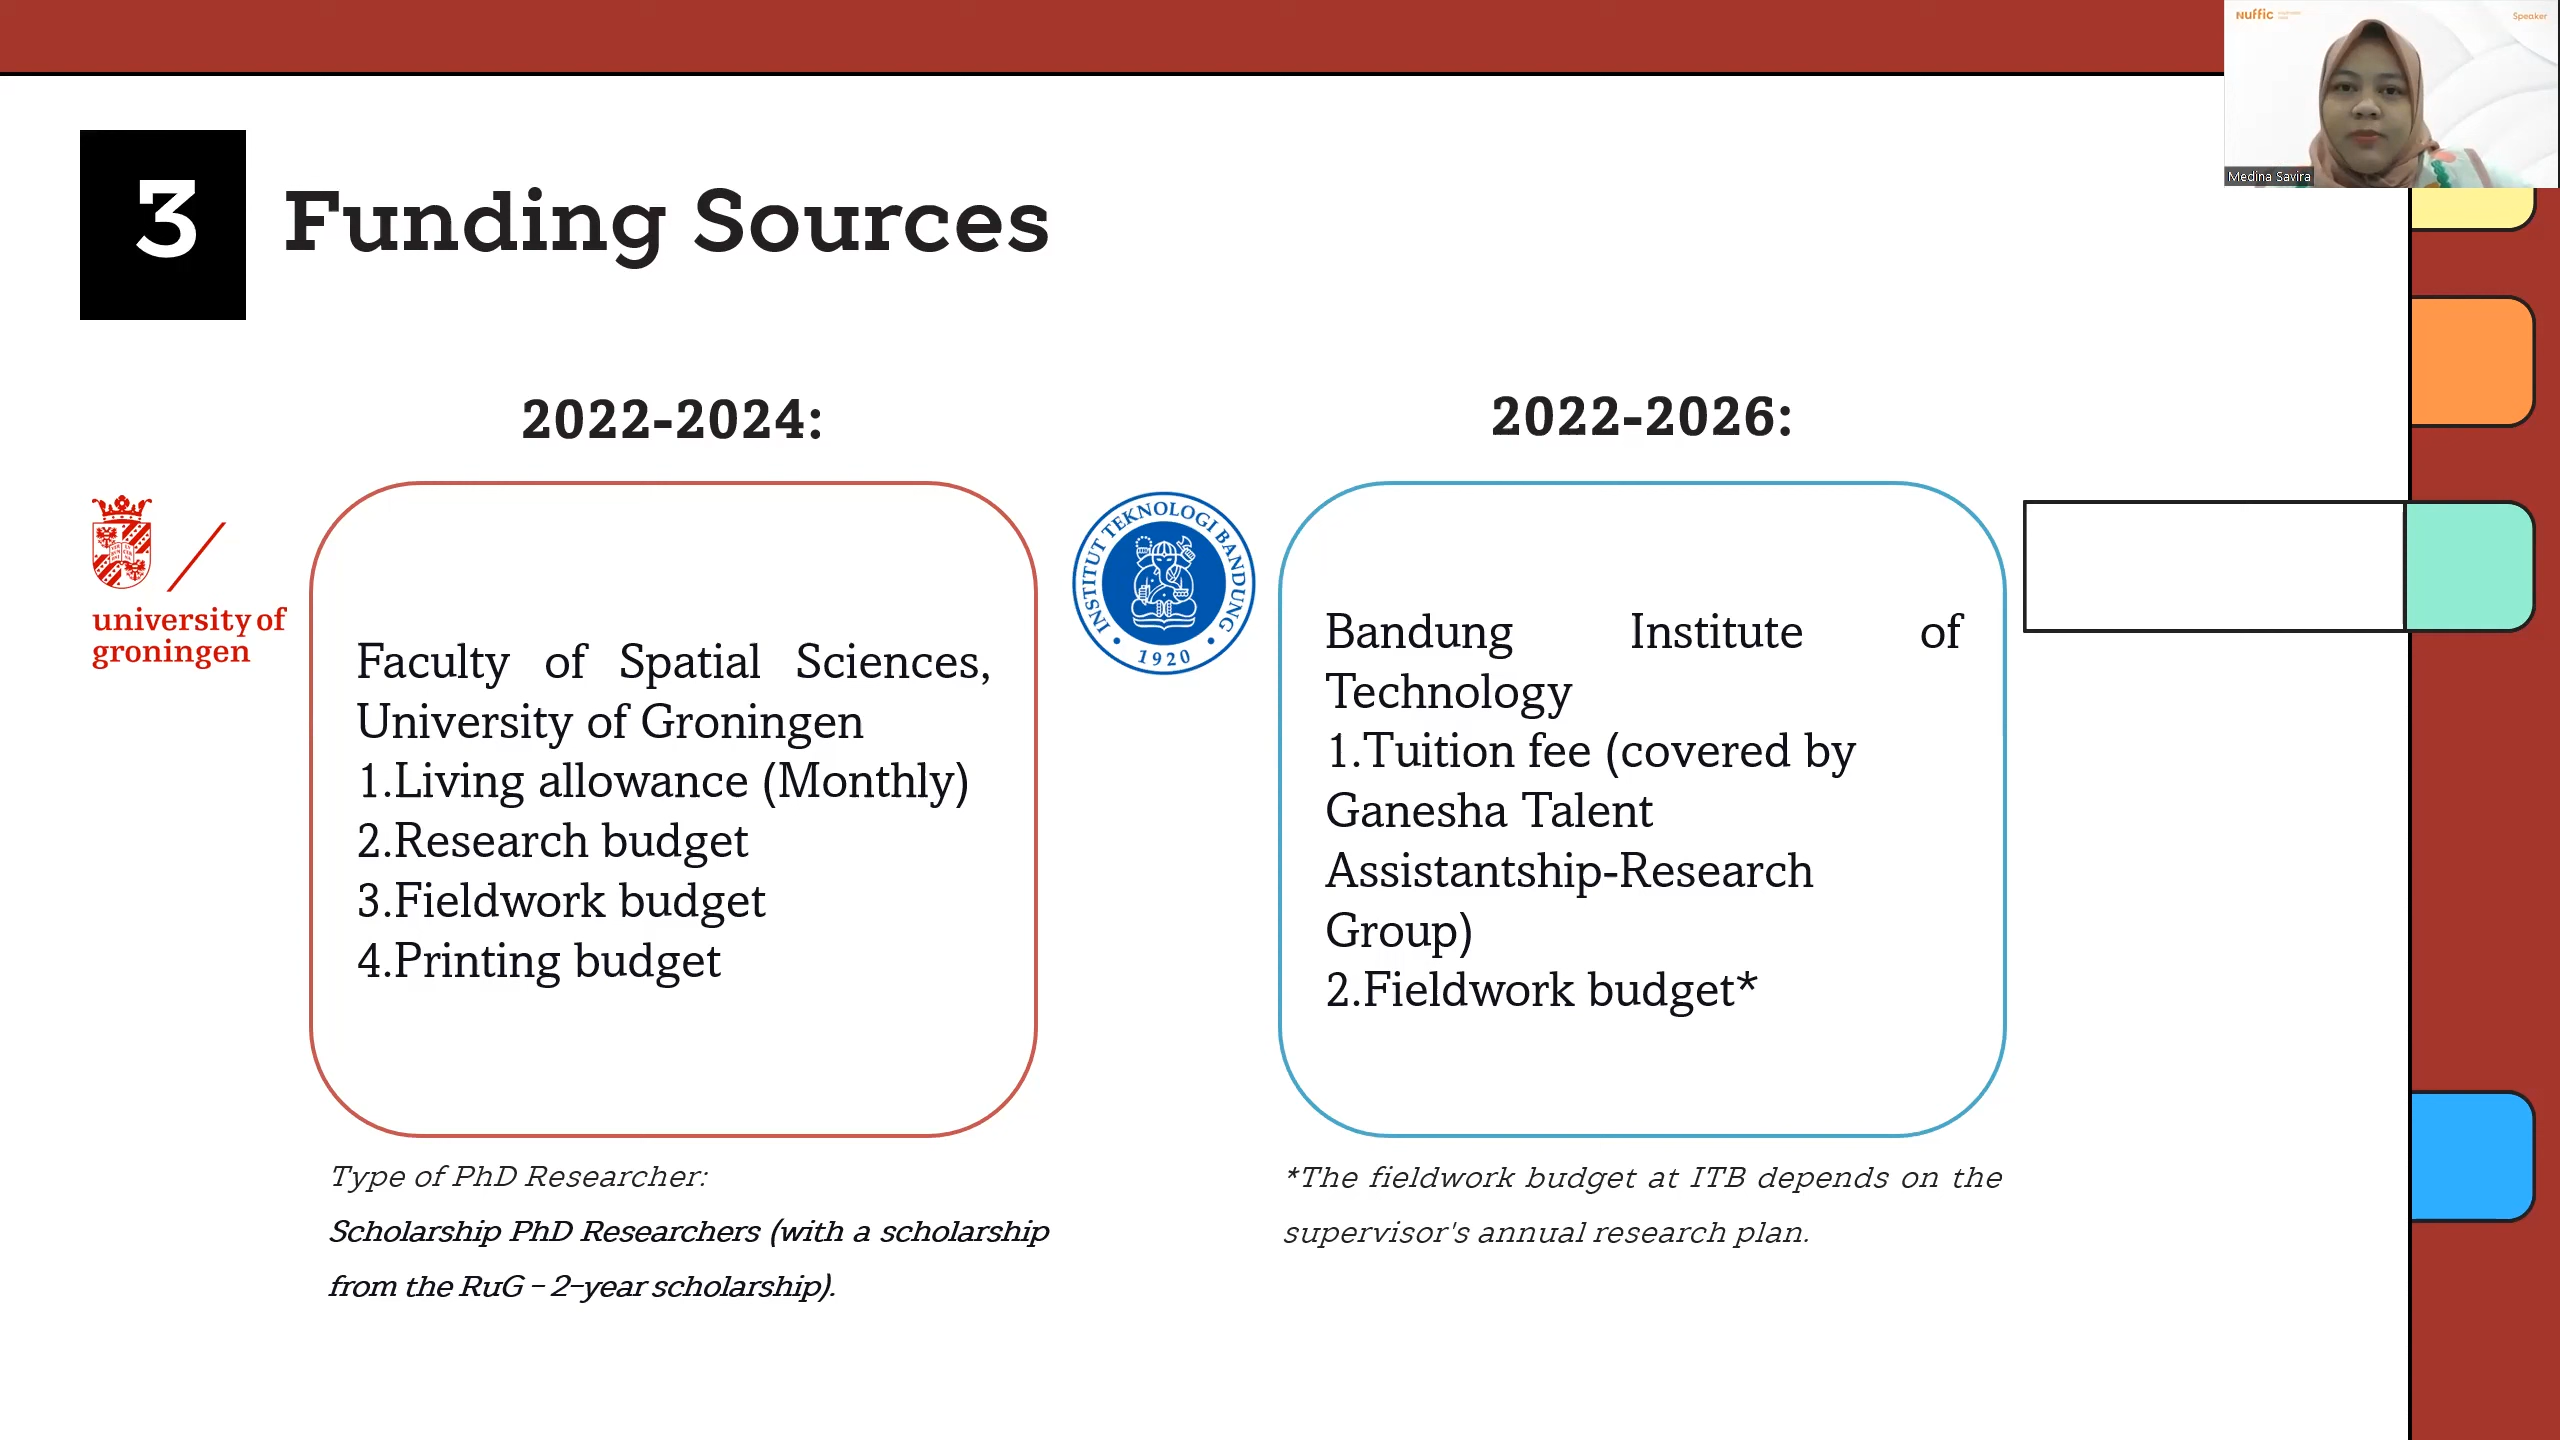 Nuffic
Speaker
Medina Savira
3
Funding Sources
2022-2024:
university of
groningen
Faculty of Spatial Sciences,
University of Groningen
1.Living allowance (Monthly)
2.Research budget
3.Fieldwork budget
4.Printing budget
Type of PhD Researcher:
Scholarship PhD Researchers (with a scholarship
from the RuG - 2-year scholarship).
2022-2026:
INSTITUT TEKNOLOGI BANDUNG
1920
Bandung Institute of
Technology
1.Tuition fee (covered by
Ganesha Talent
Assistantship-Research
Group)
2.Fieldwork budget*
*The fieldwork budget at ITB depends on the
supervisor's annual research plan.